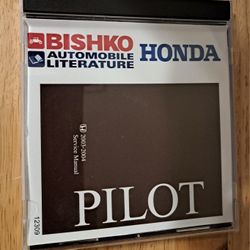 BISHKO
AUTOMOBILE
LITERATURE
HONDA
2003-2004
Service Manual
PILOT
12309